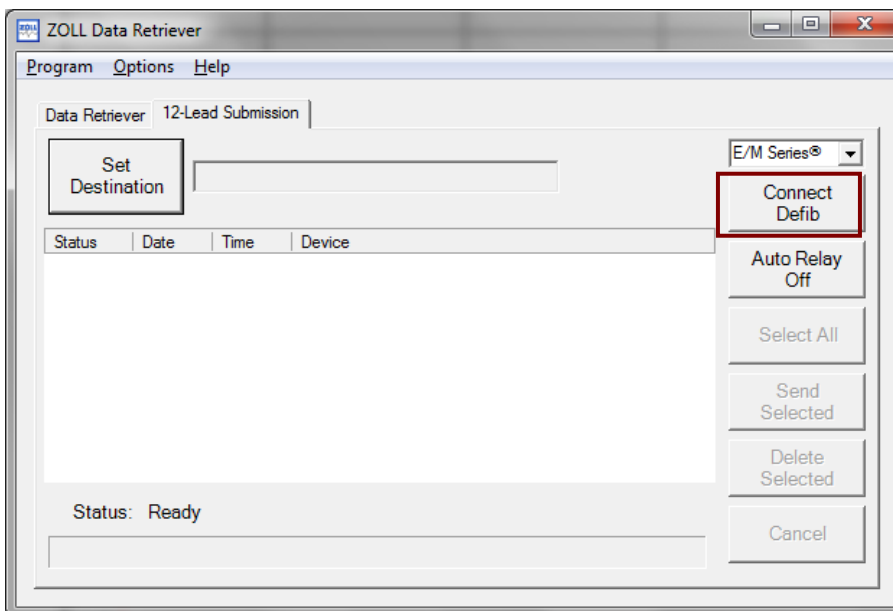 ZOLL ZOLL Data Retriever
Program Options Help
Data Retriever 12-Lead Submission
Set
Destination
E/M Series®
Connect
Defib
Status Date Time Device
Auto Relay
Off
Select All
Send
Selected
Delete
Selected
Status: Ready
Cancel